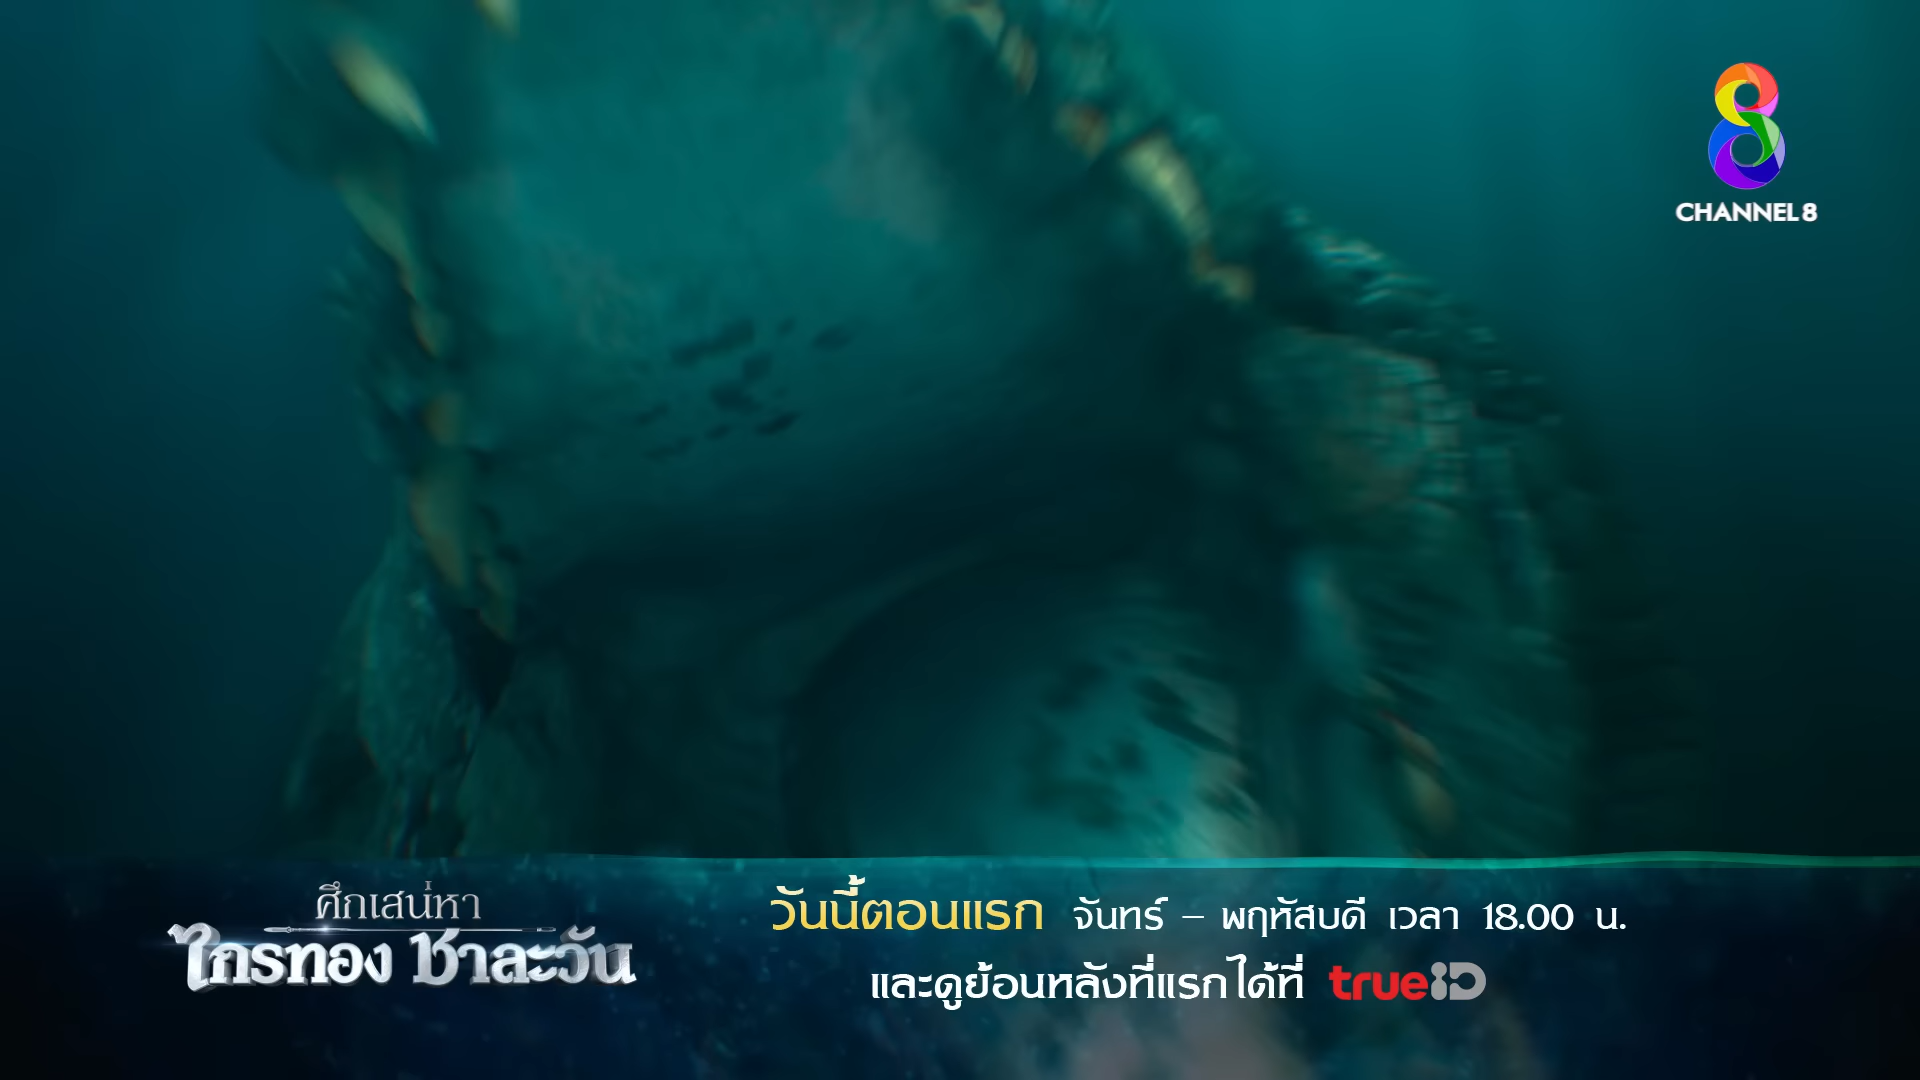 CHANNEL 8
ศึกเสน่หา
ไกรทอง ชาละวัน
วันนี้ตอนแรก จันทร์ – พฤหัสบดี เวลา 18.00 น.
และดูย้อนหลังที่แรกได้ที่ trueiD